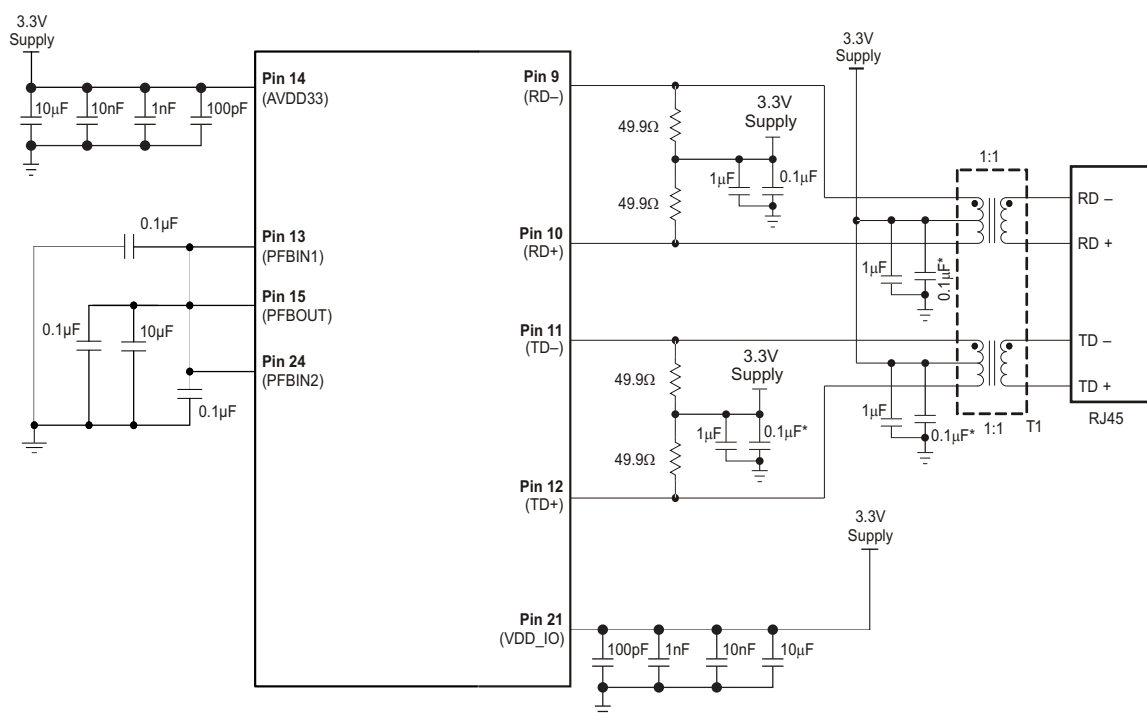 3.3V
Supply
10μF
10nF
1nF
100pF
Pin 14
(AVDD33)
0.1μF
Pin 13
(PFBIN1)
Pin 15
(PFBOUT)
0.1μF
10μF
Pin 24
(PFBIN2)
0.1μF
Pin 9
(RD–)
49.9Ω
3.3V
Supply
1μF
0.1μF
49.9Ω
Pin 10
(RD+)
Pin 11
(TD–)
49.9Ω
3.3V
Supply
1μF
0.1μF*
49.9Ω
Pin 12
(TD+)
3.3V
Supply
1μF
0.1μF*
1:1
RD –
RD +
1μF
0.1μF*
1:1
T1
TD –
TD +
RJ45
3.3V
Supply
Pin 21
(VDD_IO)
100pF
1nF
10nF
10μF